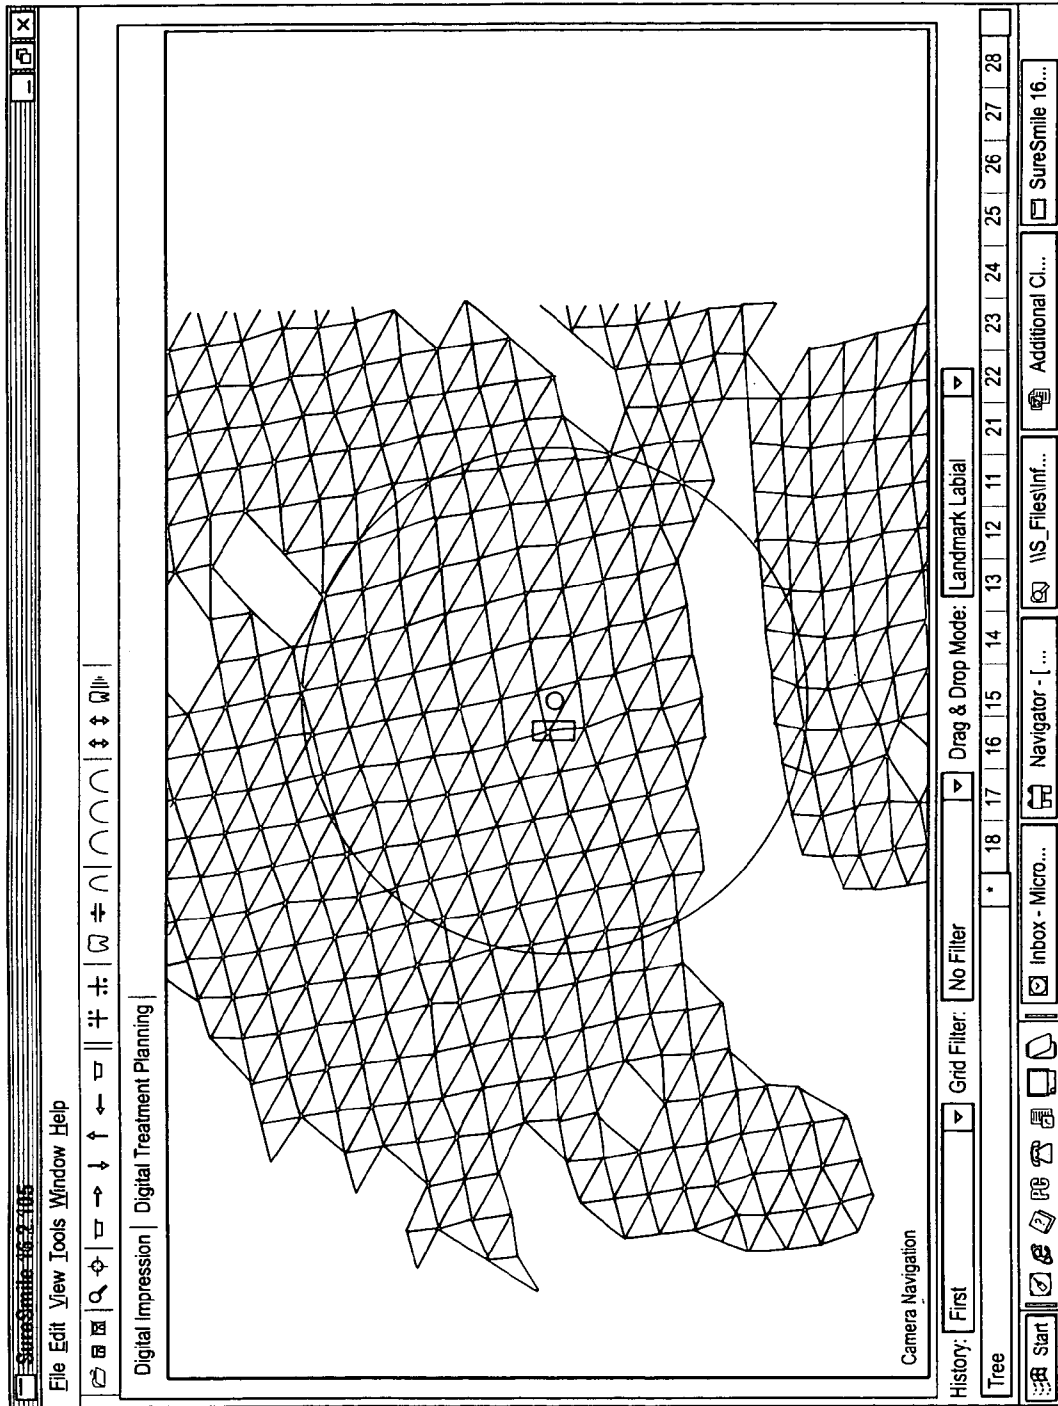 SureSmile 16.2.105
File Edit View Tools Window Help
Digital Impression Digital Treatment Planning
Camera Navigation
History: First Grid Filter: No Filter Drag & Drop Mode: Landmark Labial
Tree * 18 17 16 15 14 13 12 11 21 22 23 24 25 26 27 28
Start PC Inbox - Micro... Navigator - [ ... \\S_Files\Inf... Additional Cl... SureSmile 16...